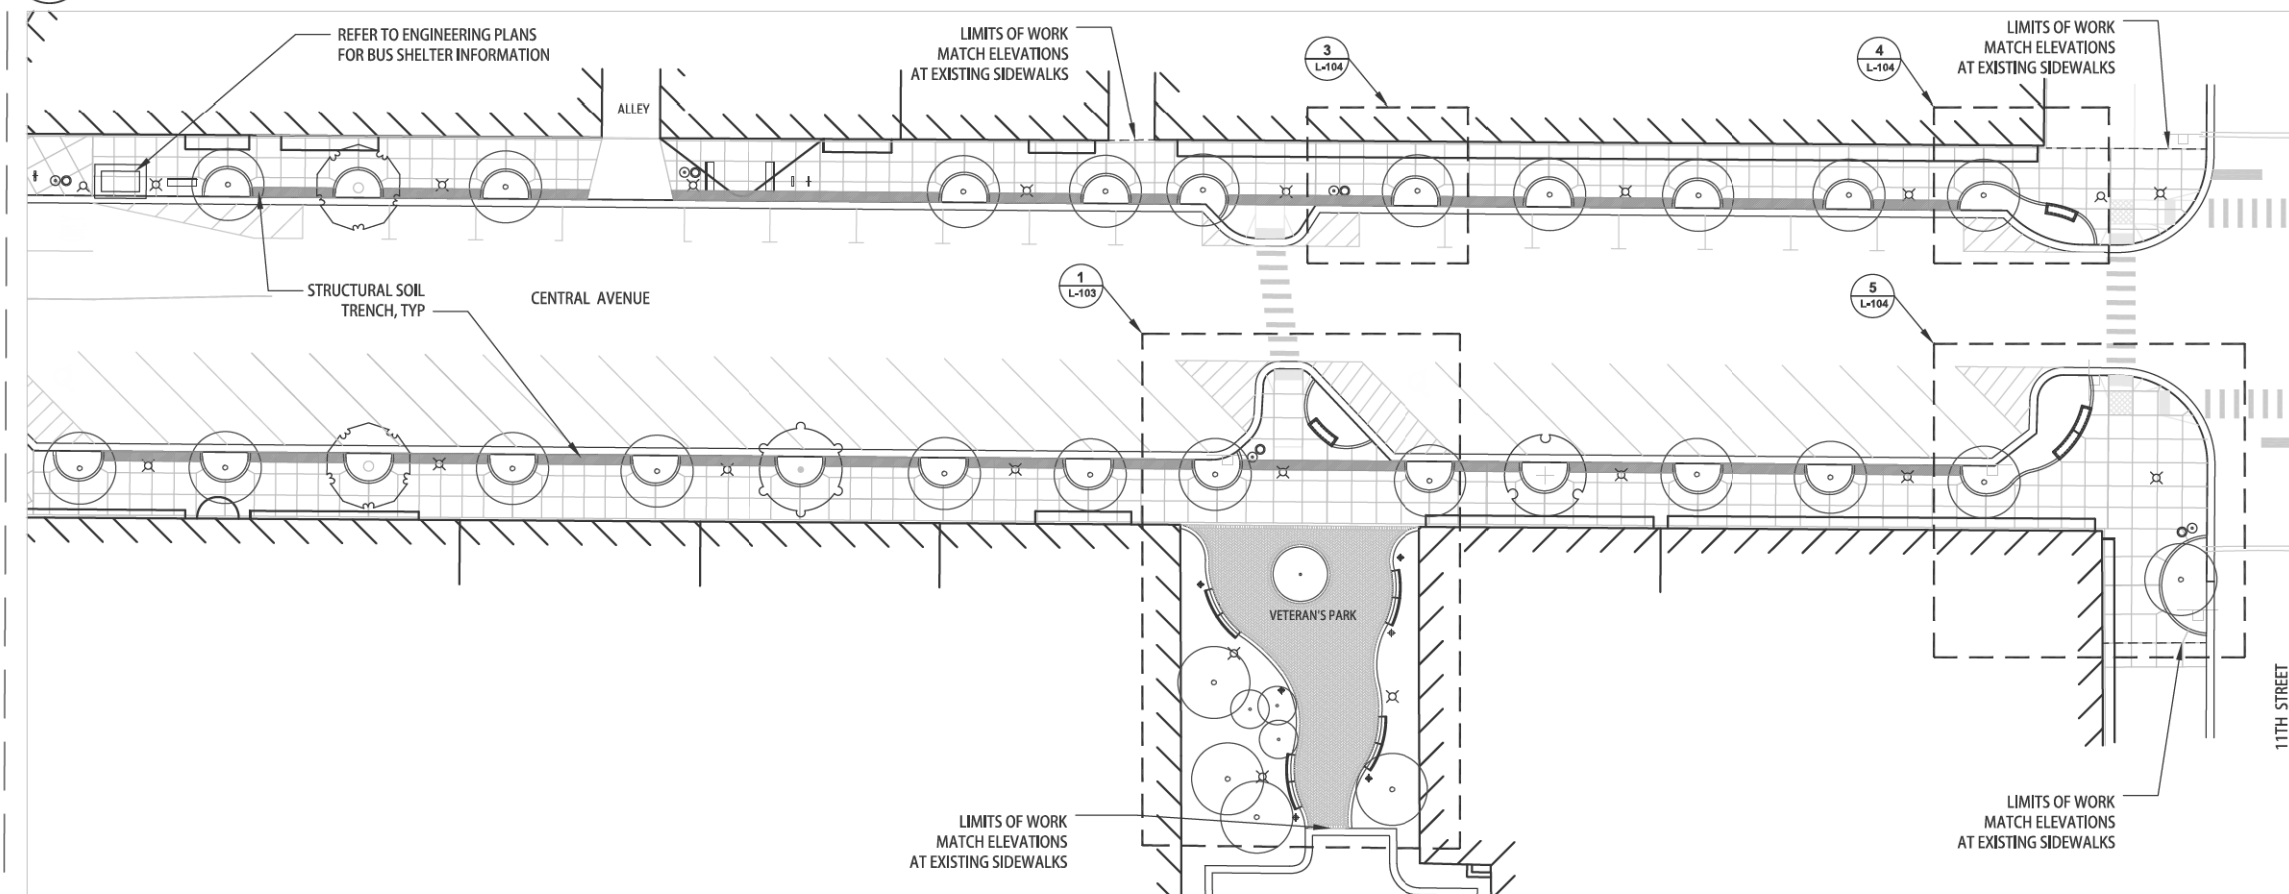 REFER TO ENGINEERING PLANS
FOR BUS SHELTER INFORMATION
LIMITS OF WORK
MATCH ELEVATIONS
AT EXISTING SIDEWALKS
3
L-104
4
L-104
LIMITS OF WORK
MATCH ELEVATIONS
AT EXISTING SIDEWALKS
ALLEY
STRUCTURAL SOIL
TRENCH, TYP
CENTRAL AVENUE
1
L-103
5
L-104
VETERAN'S PARK
11TH STREET
LIMITS OF WORK
MATCH ELEVATIONS
AT EXISTING SIDEWALKS
LIMITS OF WORK
MATCH ELEVATIONS
AT EXISTING SIDEWALKS